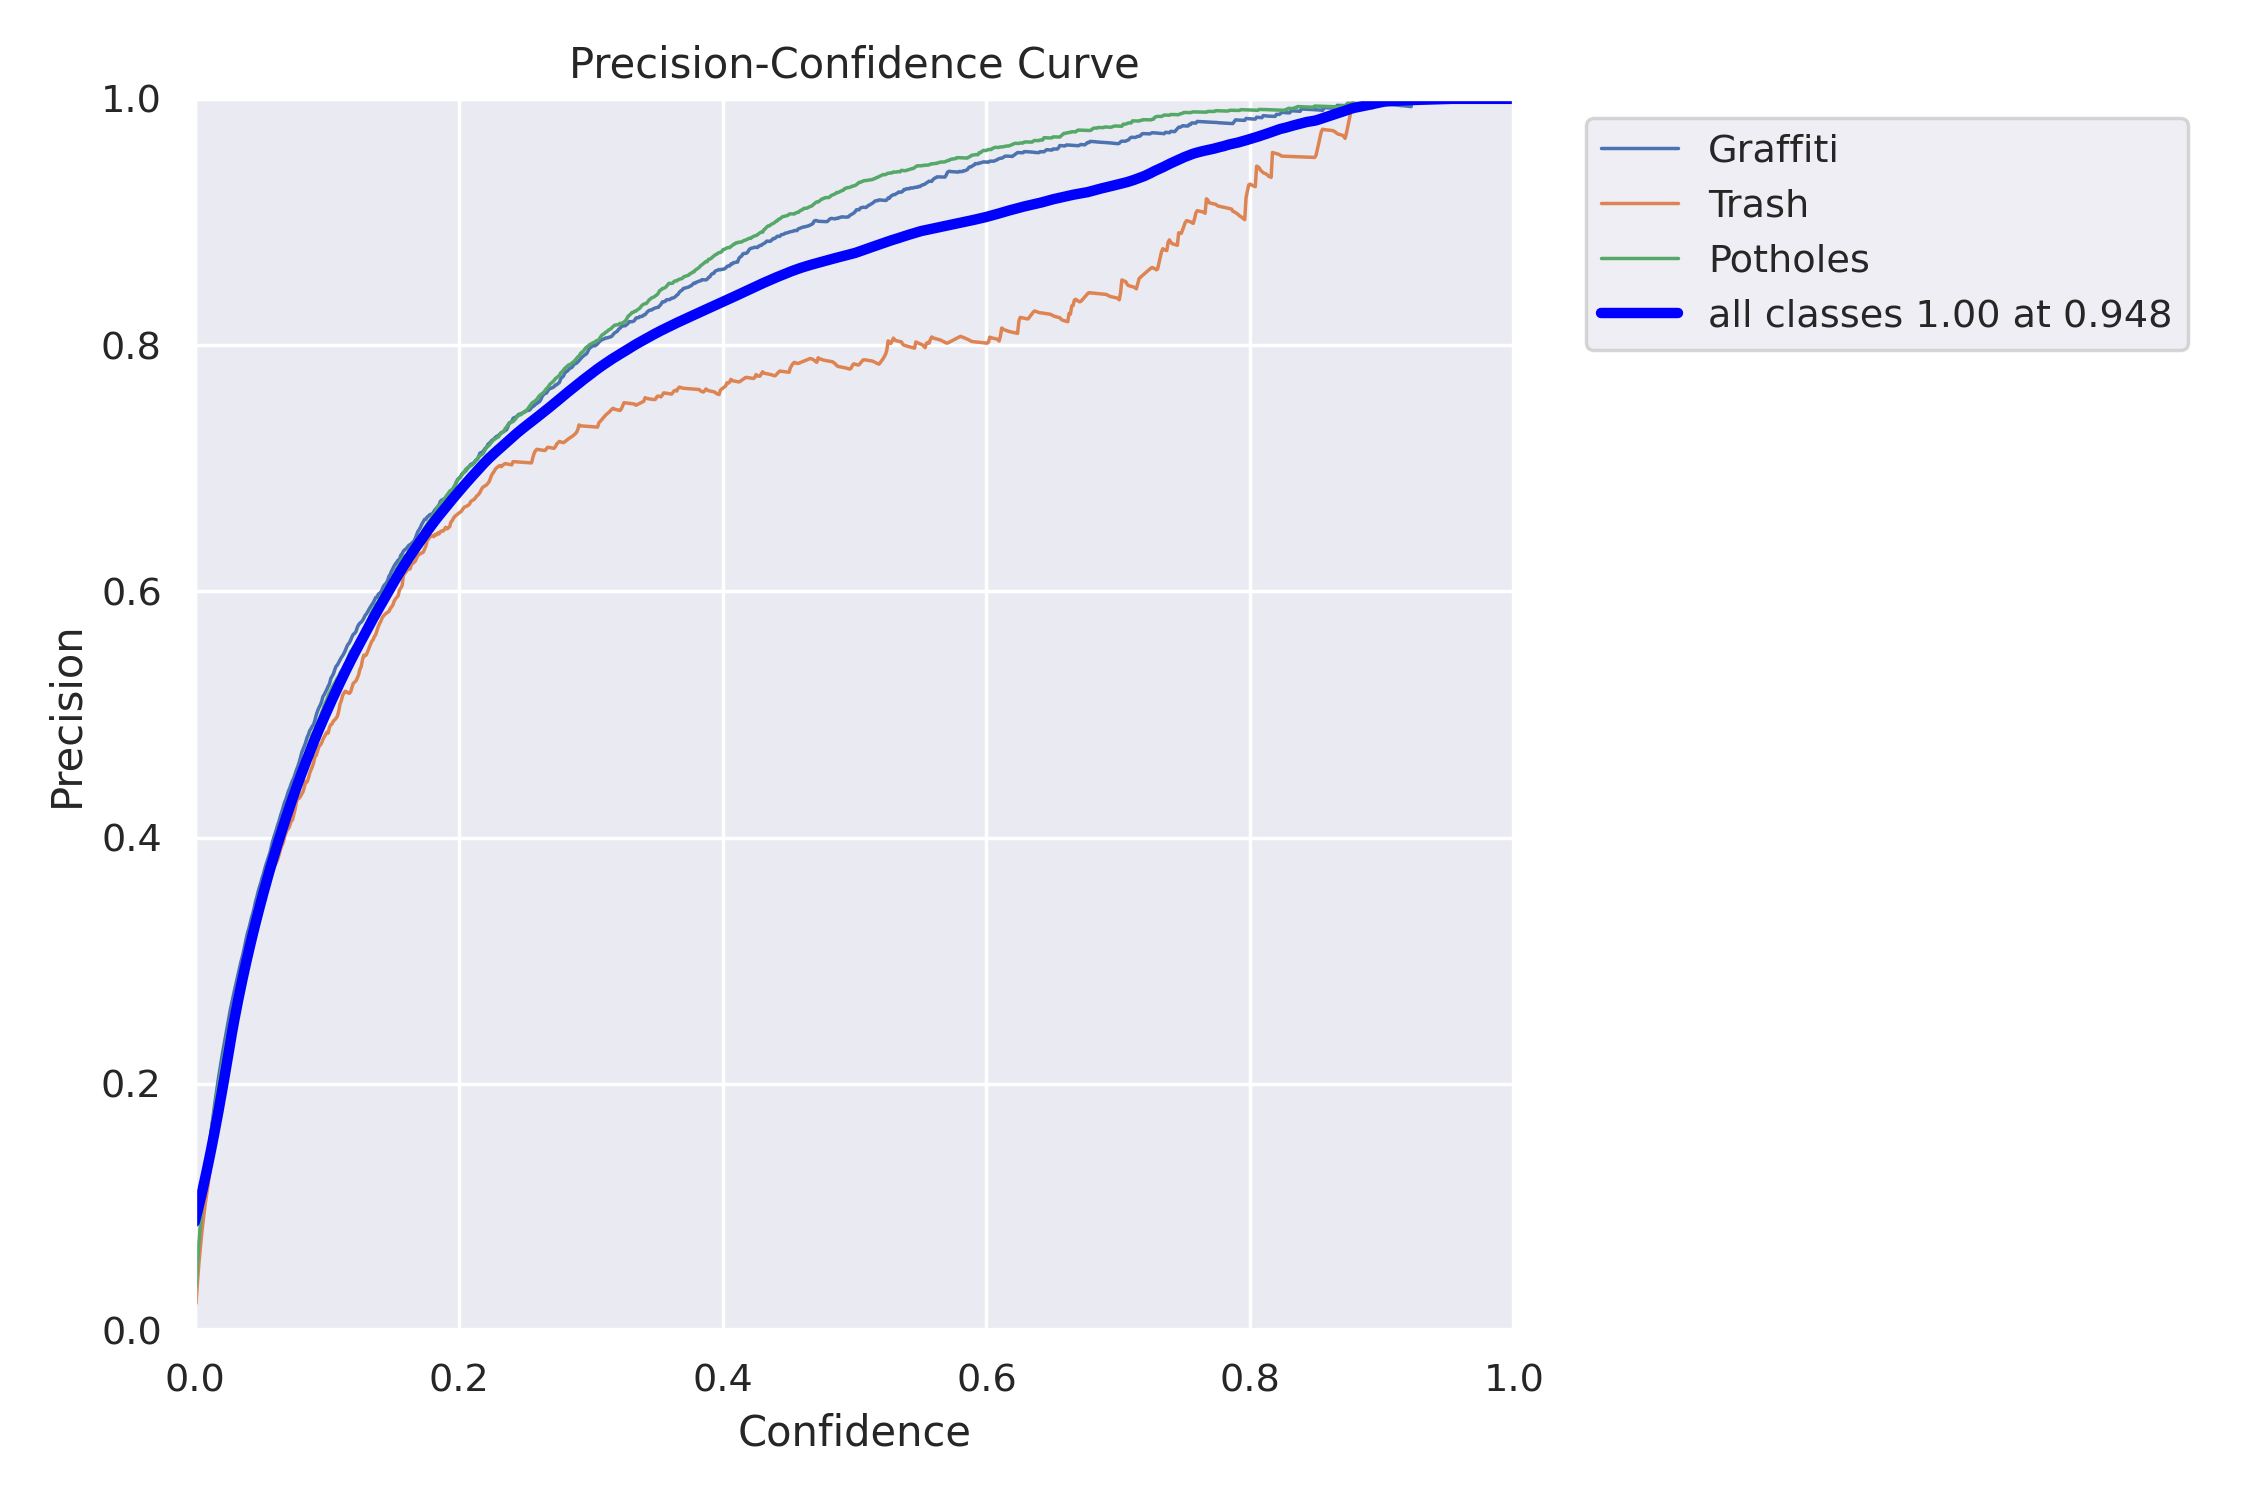 Precision-Confidence Curve
1.0
0.8
0.6
0.4
0.2
0.0
Precision
0.0 0.2 0.4 0.6 0.8 1.0
Confidence
Graffiti
Trash
Potholes
all classes 1.00 at 0.948